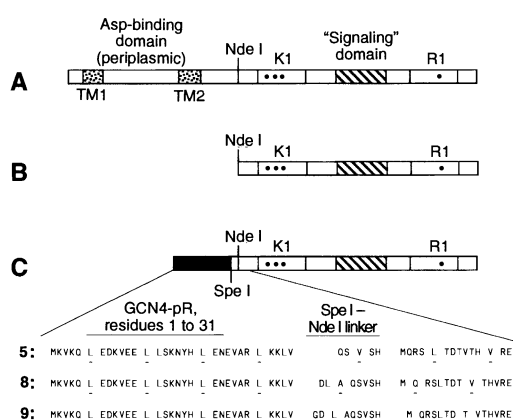 Asp-binding
domain
(periplasmic)
Nde I
K1
"Signaling"
domain
R1
A
TM1
TM2
Nde I
K1
R1
B
Nde I
K1
R1
C
Spe I
GCN4-pR,
residues 1 to 31
Spe I –
Nde I linker
5: MKVKQ L EDKVEE L LSKNYH L ENEVAR L KKLV QS V SH MQRS L TDTVTH V RE
8: MKVKQ L EDKVEE L LSKNYH L ENEVAR L KKLV DL A QSVSH M Q RSLTDT V THVRE
9: MKVKQ L EDKVEE L LSKNYH L ENEVAR L KKLV GD L AQSVSH M QRSLTD T VTHVRE